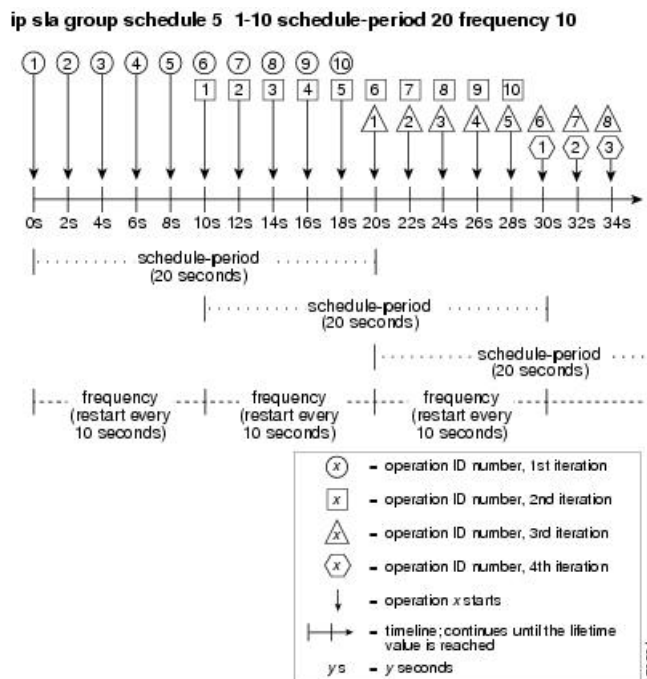 ip sla group schedule 5 1-10 schedule-period 20 frequency 10
1 2 3 4 5 6 7 8 9 10
1 2 3 4 5 6 7 8 9 10
1 2 3 4 5 6 7 8
1 2 3
0s 2s 4s 6s 8s 10s 12s 14s 16s 18s 20s 22s 24s 26s 28s 30s 32s 34s
schedule-period
(20 seconds)
schedule-period
(20 seconds)
schedule-period
(20 seconds)
frequency
(restart every
10 seconds)
frequency
(restart every
10 seconds)
frequency
(restart every
10 seconds)
x = operation ID number, 1st iteration
x = operation ID number, 2nd iteration
x = operation ID number, 3rd iteration
x = operation ID number, 4th iteration
= operation x starts
= timeline; continues until the lifetime
value is reached
y s = y seconds